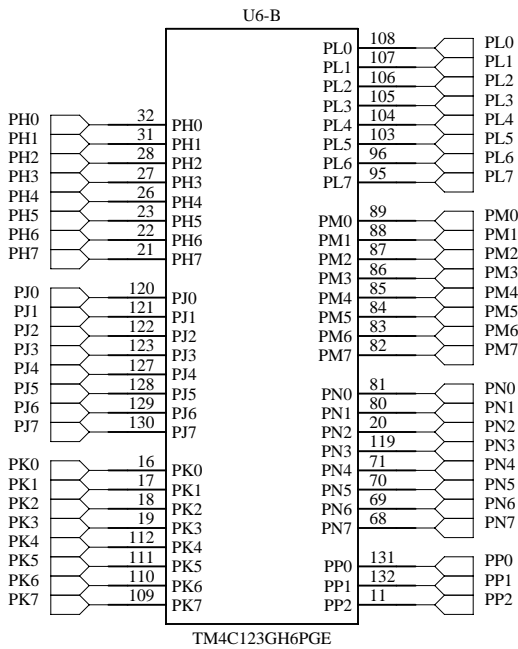 U6-B
PH0 32 PH0
PH1 31 PH1
PH2 28 PH2
PH3 27 PH3
PH4 26 PH4
PH5 23 PH5
PH6 22 PH6
PH7 21 PH7
PJ0 120 PJ0
PJ1 121 PJ1
PJ2 122 PJ2
PJ3 123 PJ3
PJ4 127 PJ4
PJ5 128 PJ5
PJ6 129 PJ6
PJ7 130 PJ7
PK0 16 PK0
PK1 17 PK1
PK2 18 PK2
PK3 19 PK3
PK4 112 PK4
PK5 111 PK5
PK6 110 PK6
PK7 109 PK7
PL0 108 PL0
PL1 107 PL1
PL2 106 PL2
PL3 105 PL3
PL4 104 PL4
PL5 103 PL5
PL6 96 PL6
PL7 95 PL7
PM0 89 PM0
PM1 88 PM1
PM2 87 PM2
PM3 86 PM3
PM4 85 PM4
PM5 84 PM5
PM6 83 PM6
PM7 82 PM7
PN0 81 PN0
PN1 80 PN1
PN2 20 PN2
PN3 119 PN3
PN4 71 PN4
PN5 70 PN5
PN6 69 PN6
PN7 68 PN7
PP0 131 PP0
PP1 132 PP1
PP2 11 PP2
TM4C123GH6PGE